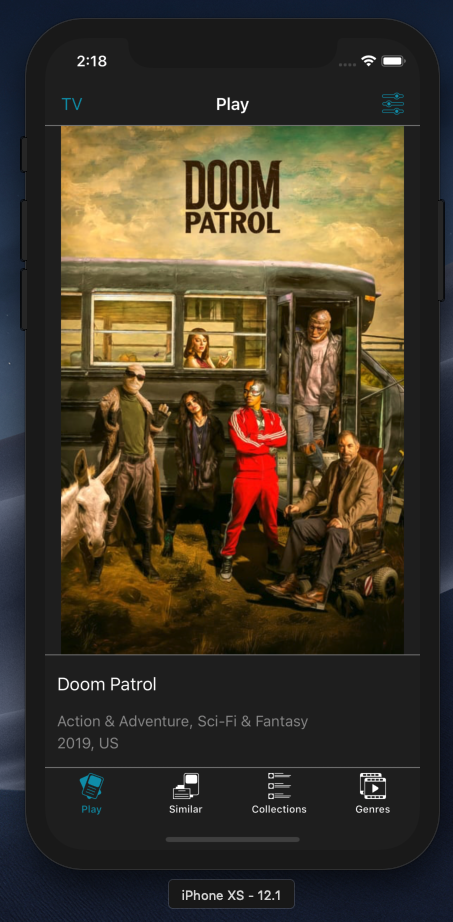 2:18
TV
Play
DOOM
PATROL
Doom Patrol
Action & Adventure, Sci-Fi & Fantasy
2019, US
Play
Similar
Collections
Genres
iPhone XS - 12.1